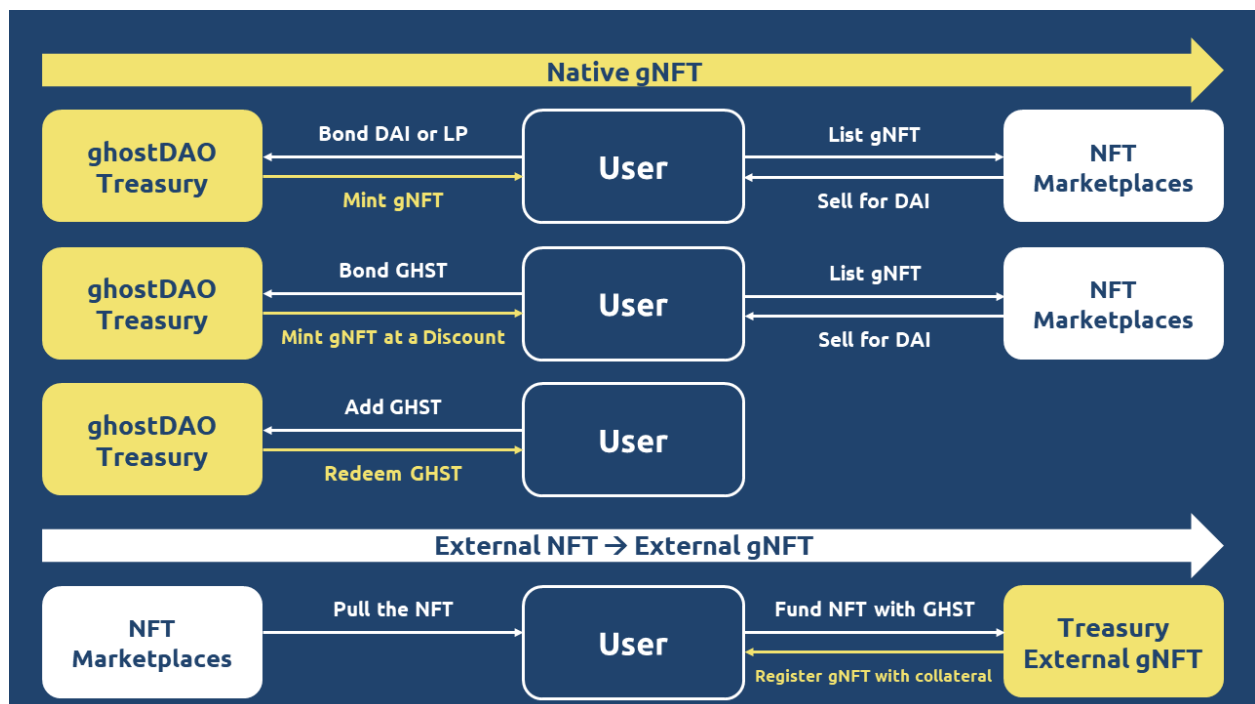 Native gNFT
ghostDAO
Treasury
Bond DAI or LP
Mint gNFT
User
List gNFT
Sell for DAI
NFT
Marketplaces
ghostDAO
Treasury
Bond GHST
Mint gNFT at a Discount
User
List gNFT
Sell for DAI
NFT
Marketplaces
ghostDAO
Treasury
Add GHST
Redeem GHST
User
External NFT → External gNFT
NFT
Marketplaces
Pull the NFT
User
Fund NFT with GHST
Register gNFT with collateral
Treasury
External gNFT